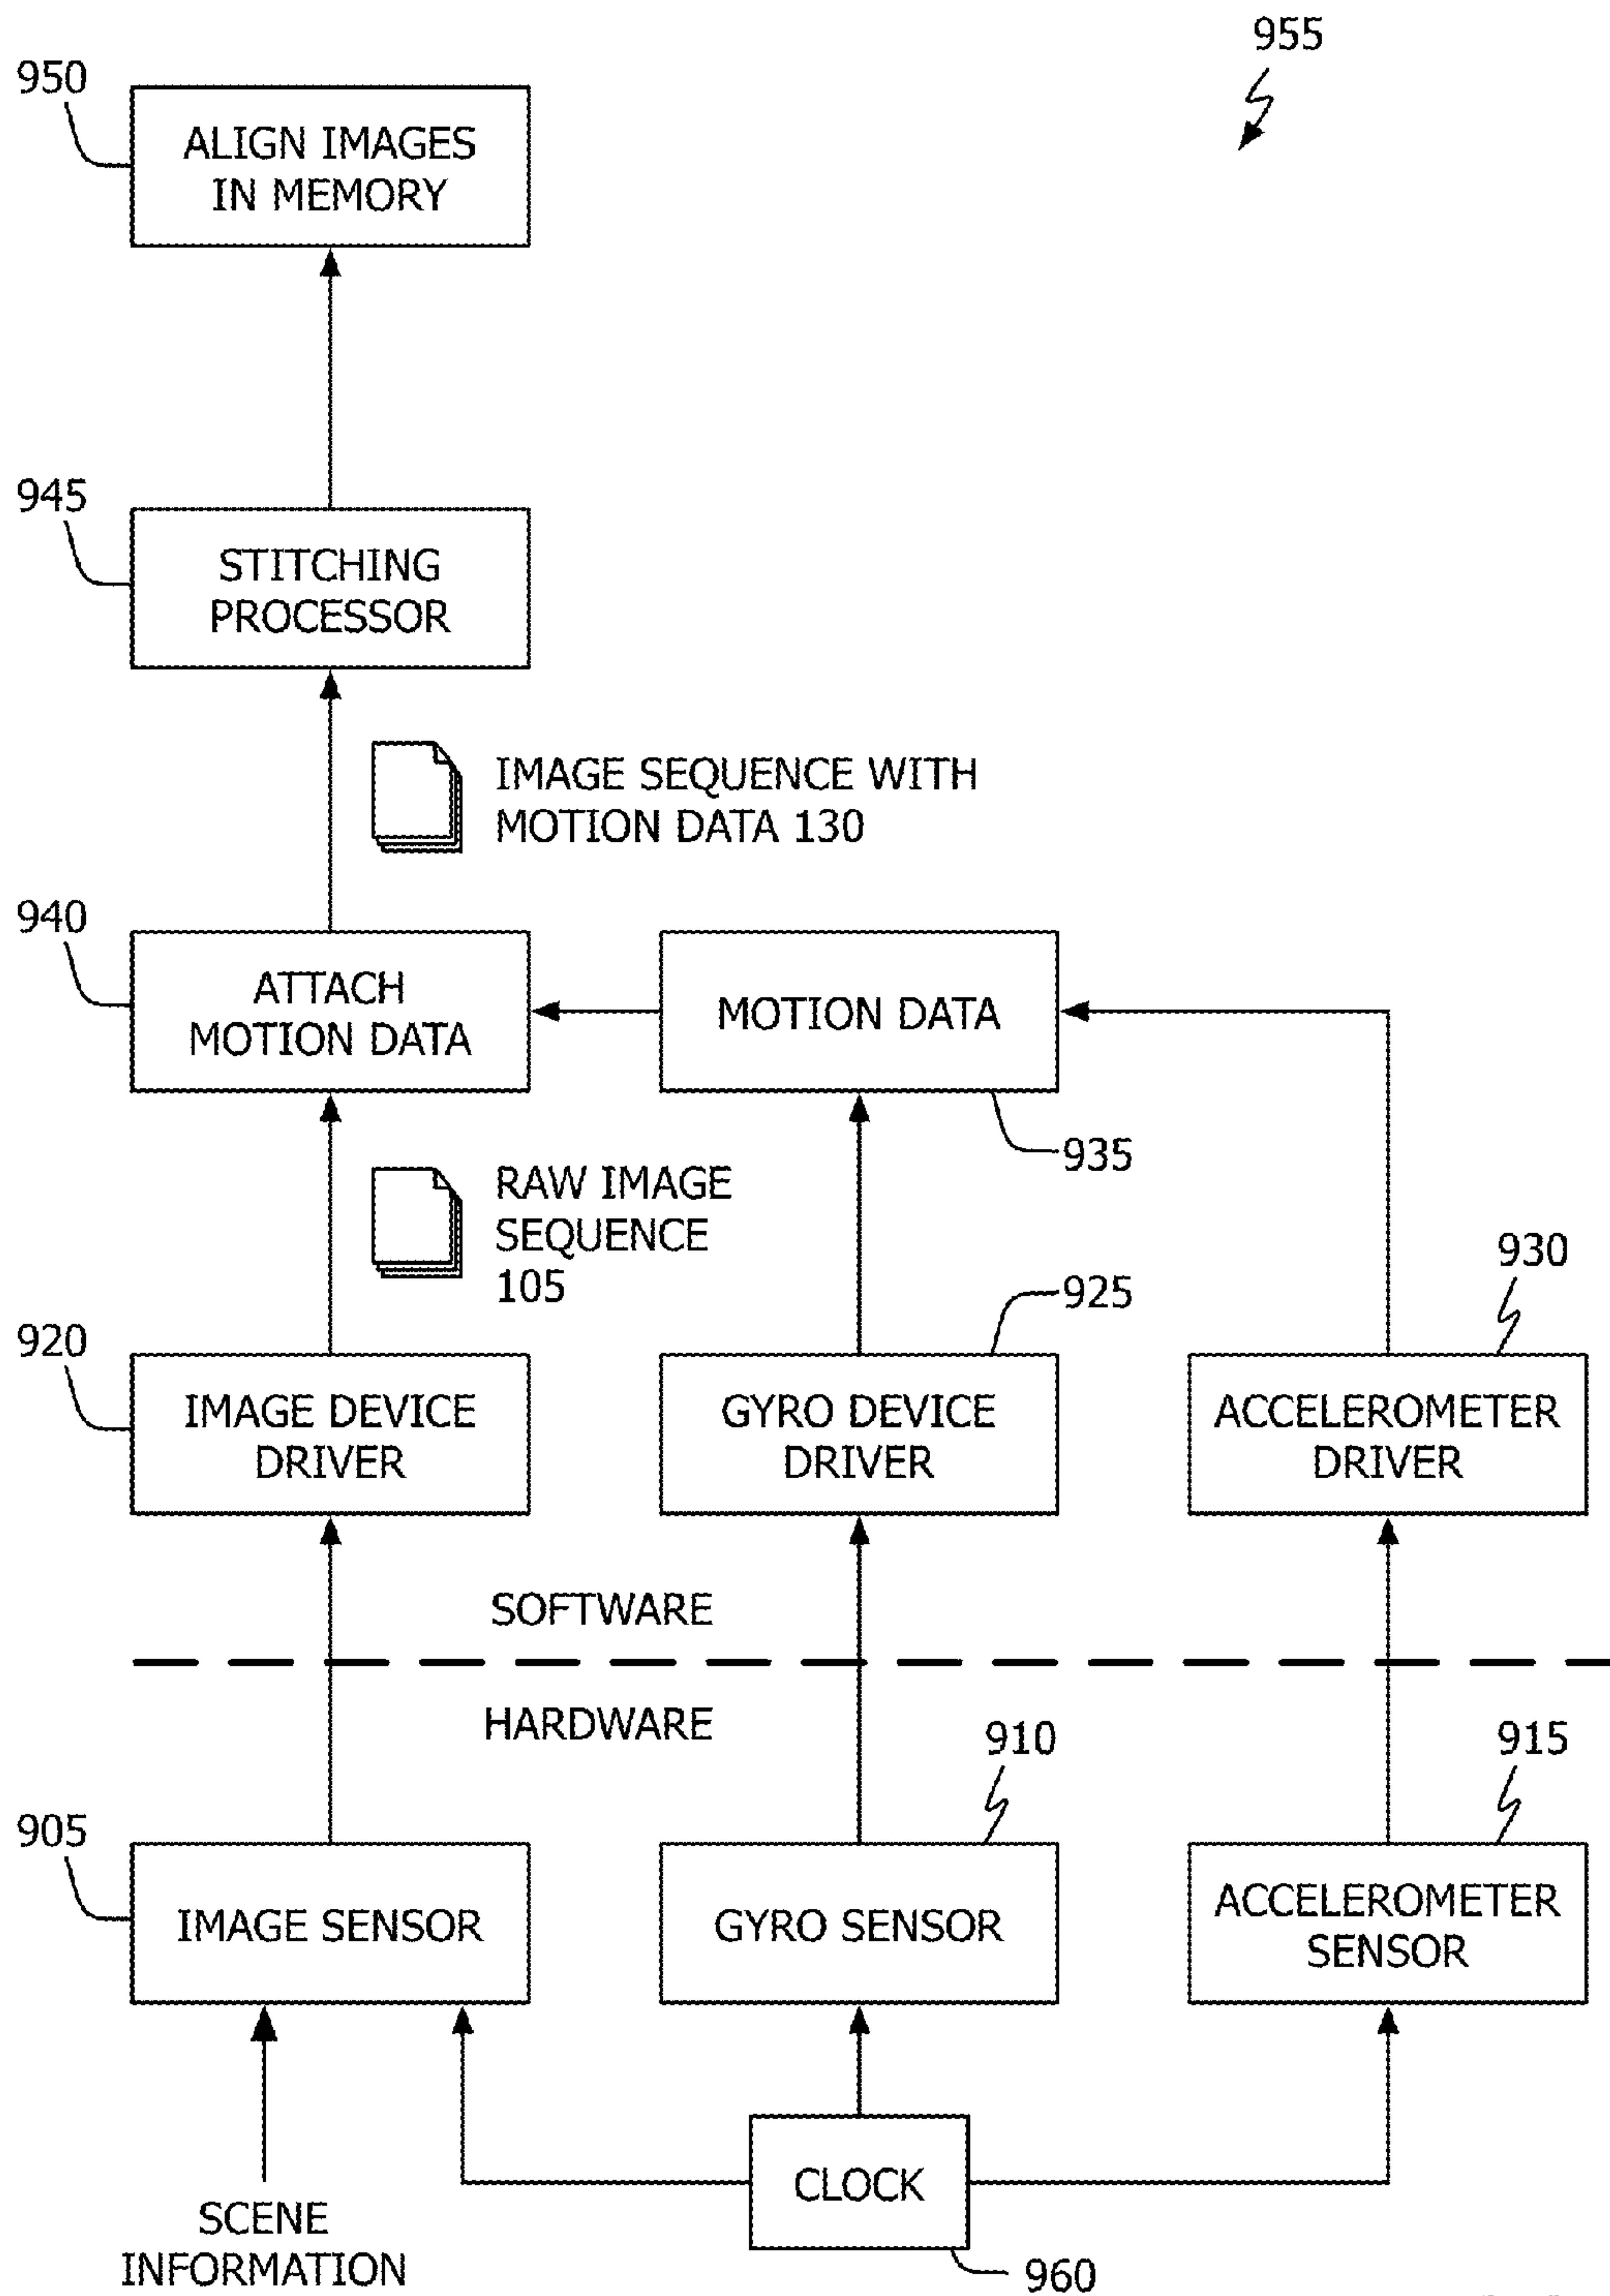 955
950
ALIGN IMAGES
IN MEMORY
945
STITCHING
PROCESSOR
IMAGE SEQUENCE WITH
MOTION DATA 130
940
ATTACH
MOTION DATA
MOTION DATA
935
RAW IMAGE
SEQUENCE
105
920
IMAGE DEVICE
DRIVER
925
GYRO DEVICE
DRIVER
930
ACCELEROMETER
DRIVER
SOFTWARE
HARDWARE
905
IMAGE SENSOR
910
GYRO SENSOR
915
ACCELEROMETER
SENSOR
CLOCK
960
SCENE
INFORMATION